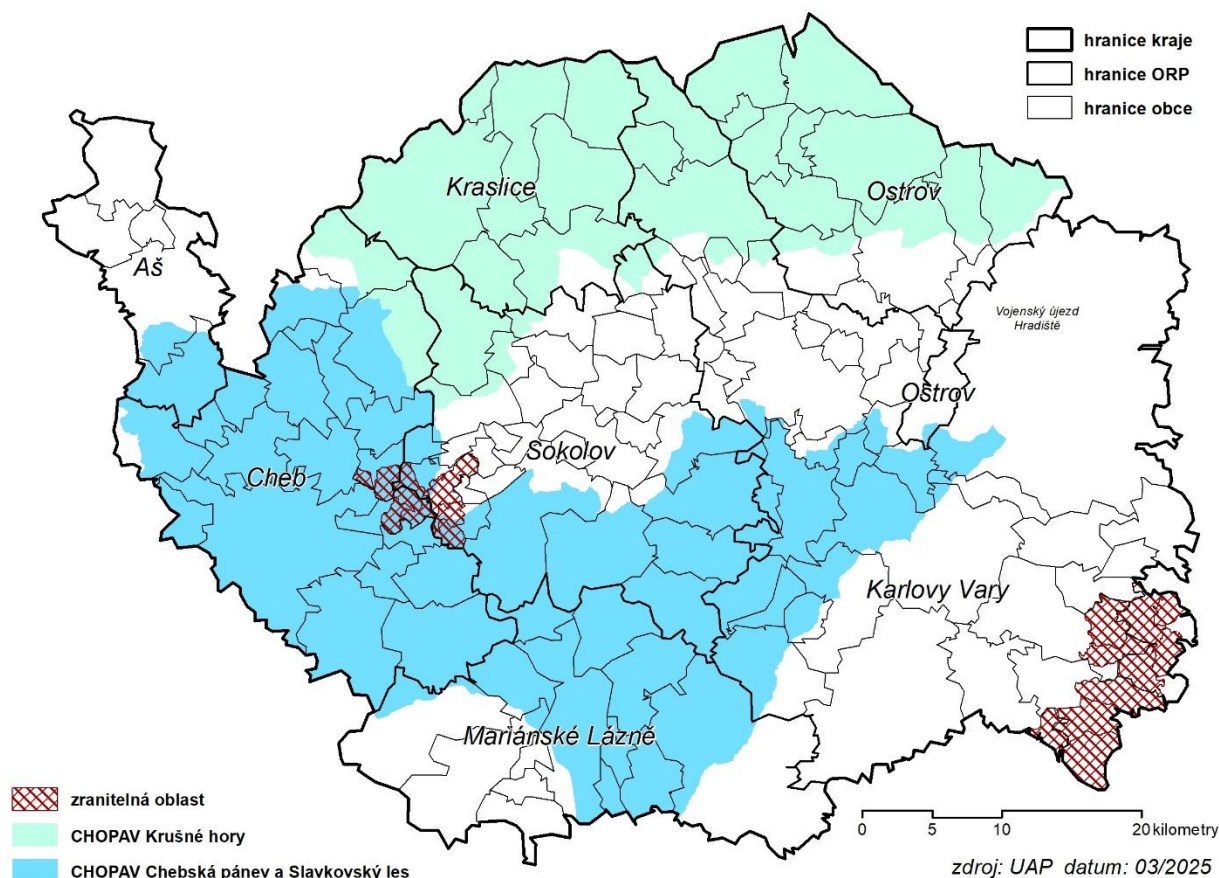 hranice kraje
hranice ORP
hranice obce
Kraslice
Ostrov
Aš
Vojenský újezd
Hradiště
Ostrov
Sokolov
Cheb
Karlovy Vary
Mariánské Lázně
zranitelná oblast
CHOPAV Krušné hory
CHOPAV Chebská pánev a Slavkovský les
0 5 10 20 kilometry
zdroj: UAP datum: 03/2025